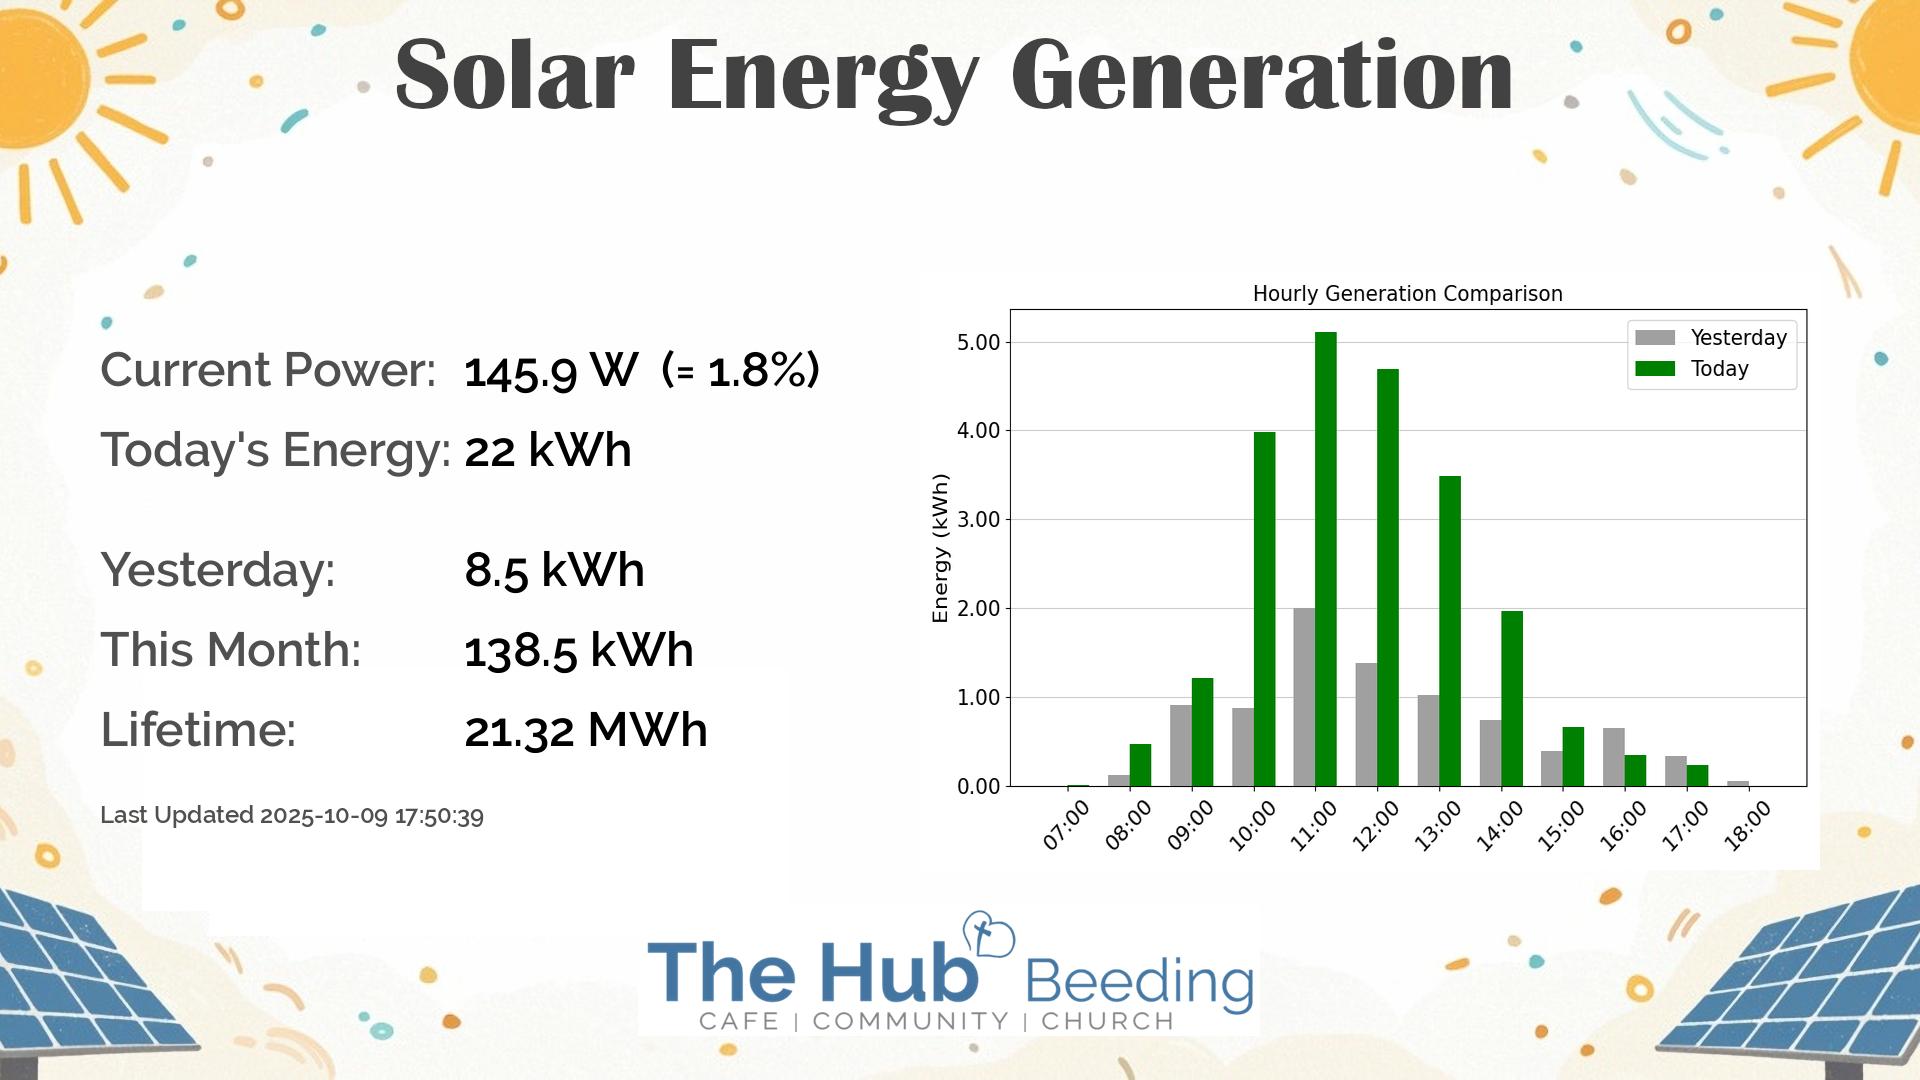 Solar Energy Generation
Current Power: 145.9 W (= 1.8%)
Today's Energy: 22 kWh
Yesterday: 8.5 kWh
This Month: 138.5 kWh
Lifetime: 21.32 MWh
Last Updated 2025-10-09 17:50:39
Hourly Generation Comparison
Yesterday
Today
Energy (kWh)
5.00
4.00
3.00
2.00
1.00
0.00
07:00 08:00 09:00 10:00 11:00 12:00 13:00 14:00 15:00 16:00 17:00 18:00
The Hub Beeding
CAFE | COMMUNITY | CHURCH